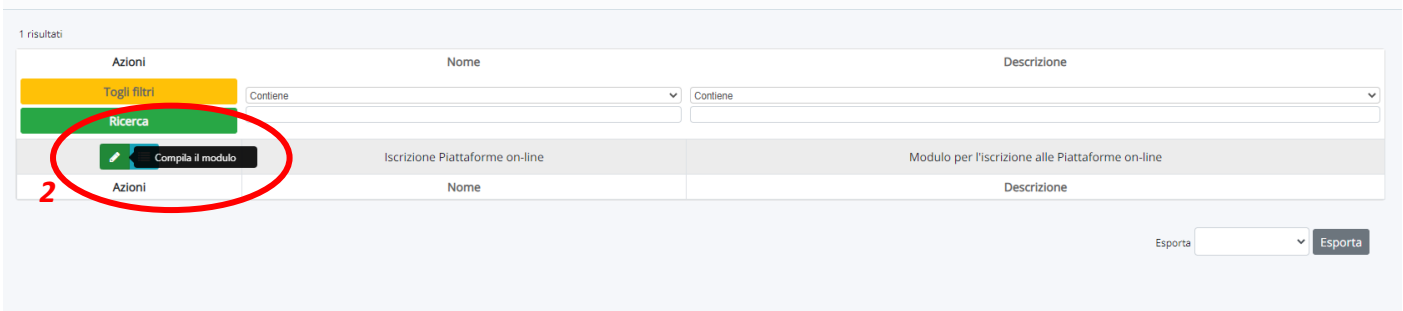 1 risultati
Azioni Nome Descrizione
Togli filtri Contiene Contiene
Ricerca
Compila il modulo Iscrizione Piattaforme on-line Modulo per l'iscrizione alle Piattaforme on-line
2 Azioni Nome Descrizione
Esporta Esporta